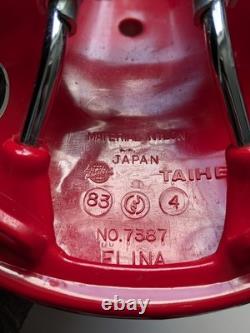 MATERIAL NYLON
JAPAN TAIHE
83 4
NO.7387
ELINA
ebay